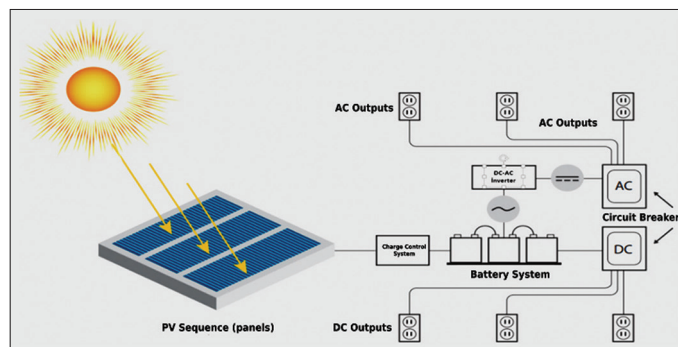 AC Outputs
AC Outputs
DC-AC
İnverter
AC
Circuit Breaker
Charge Control
System
DC
Battery System
PV Sequence (panels)
DC Outputs